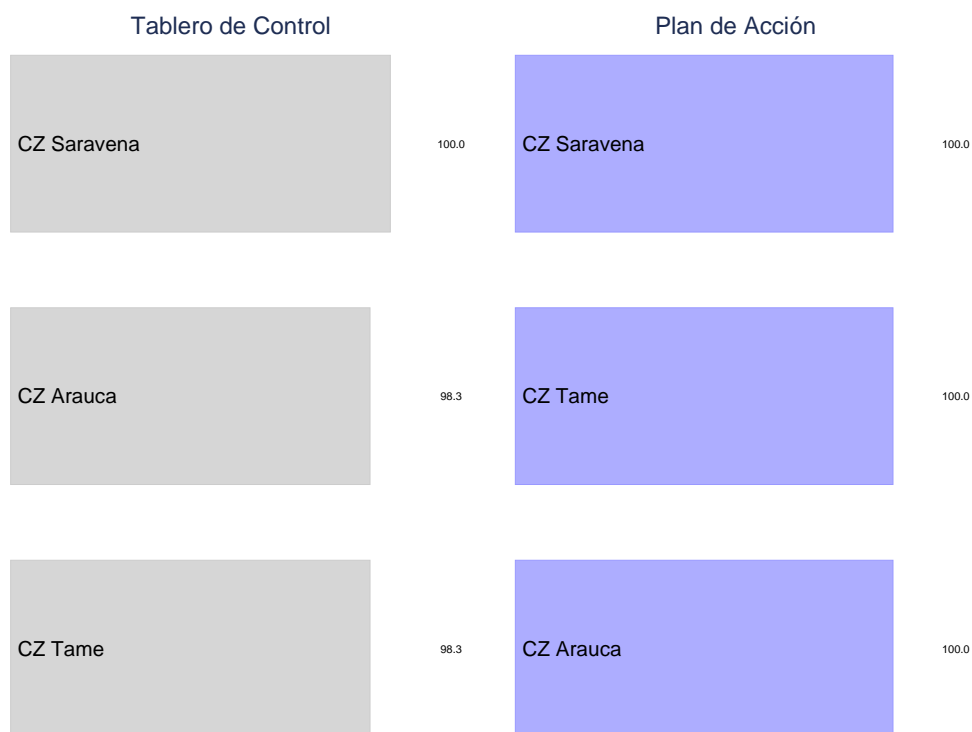 Tablero de Control
CZ Saravena 100.0
CZ Arauca 98.3
CZ Tame 98.3
Plan de Acción
CZ Saravena 100.0
CZ Tame 100.0
CZ Arauca 100.0